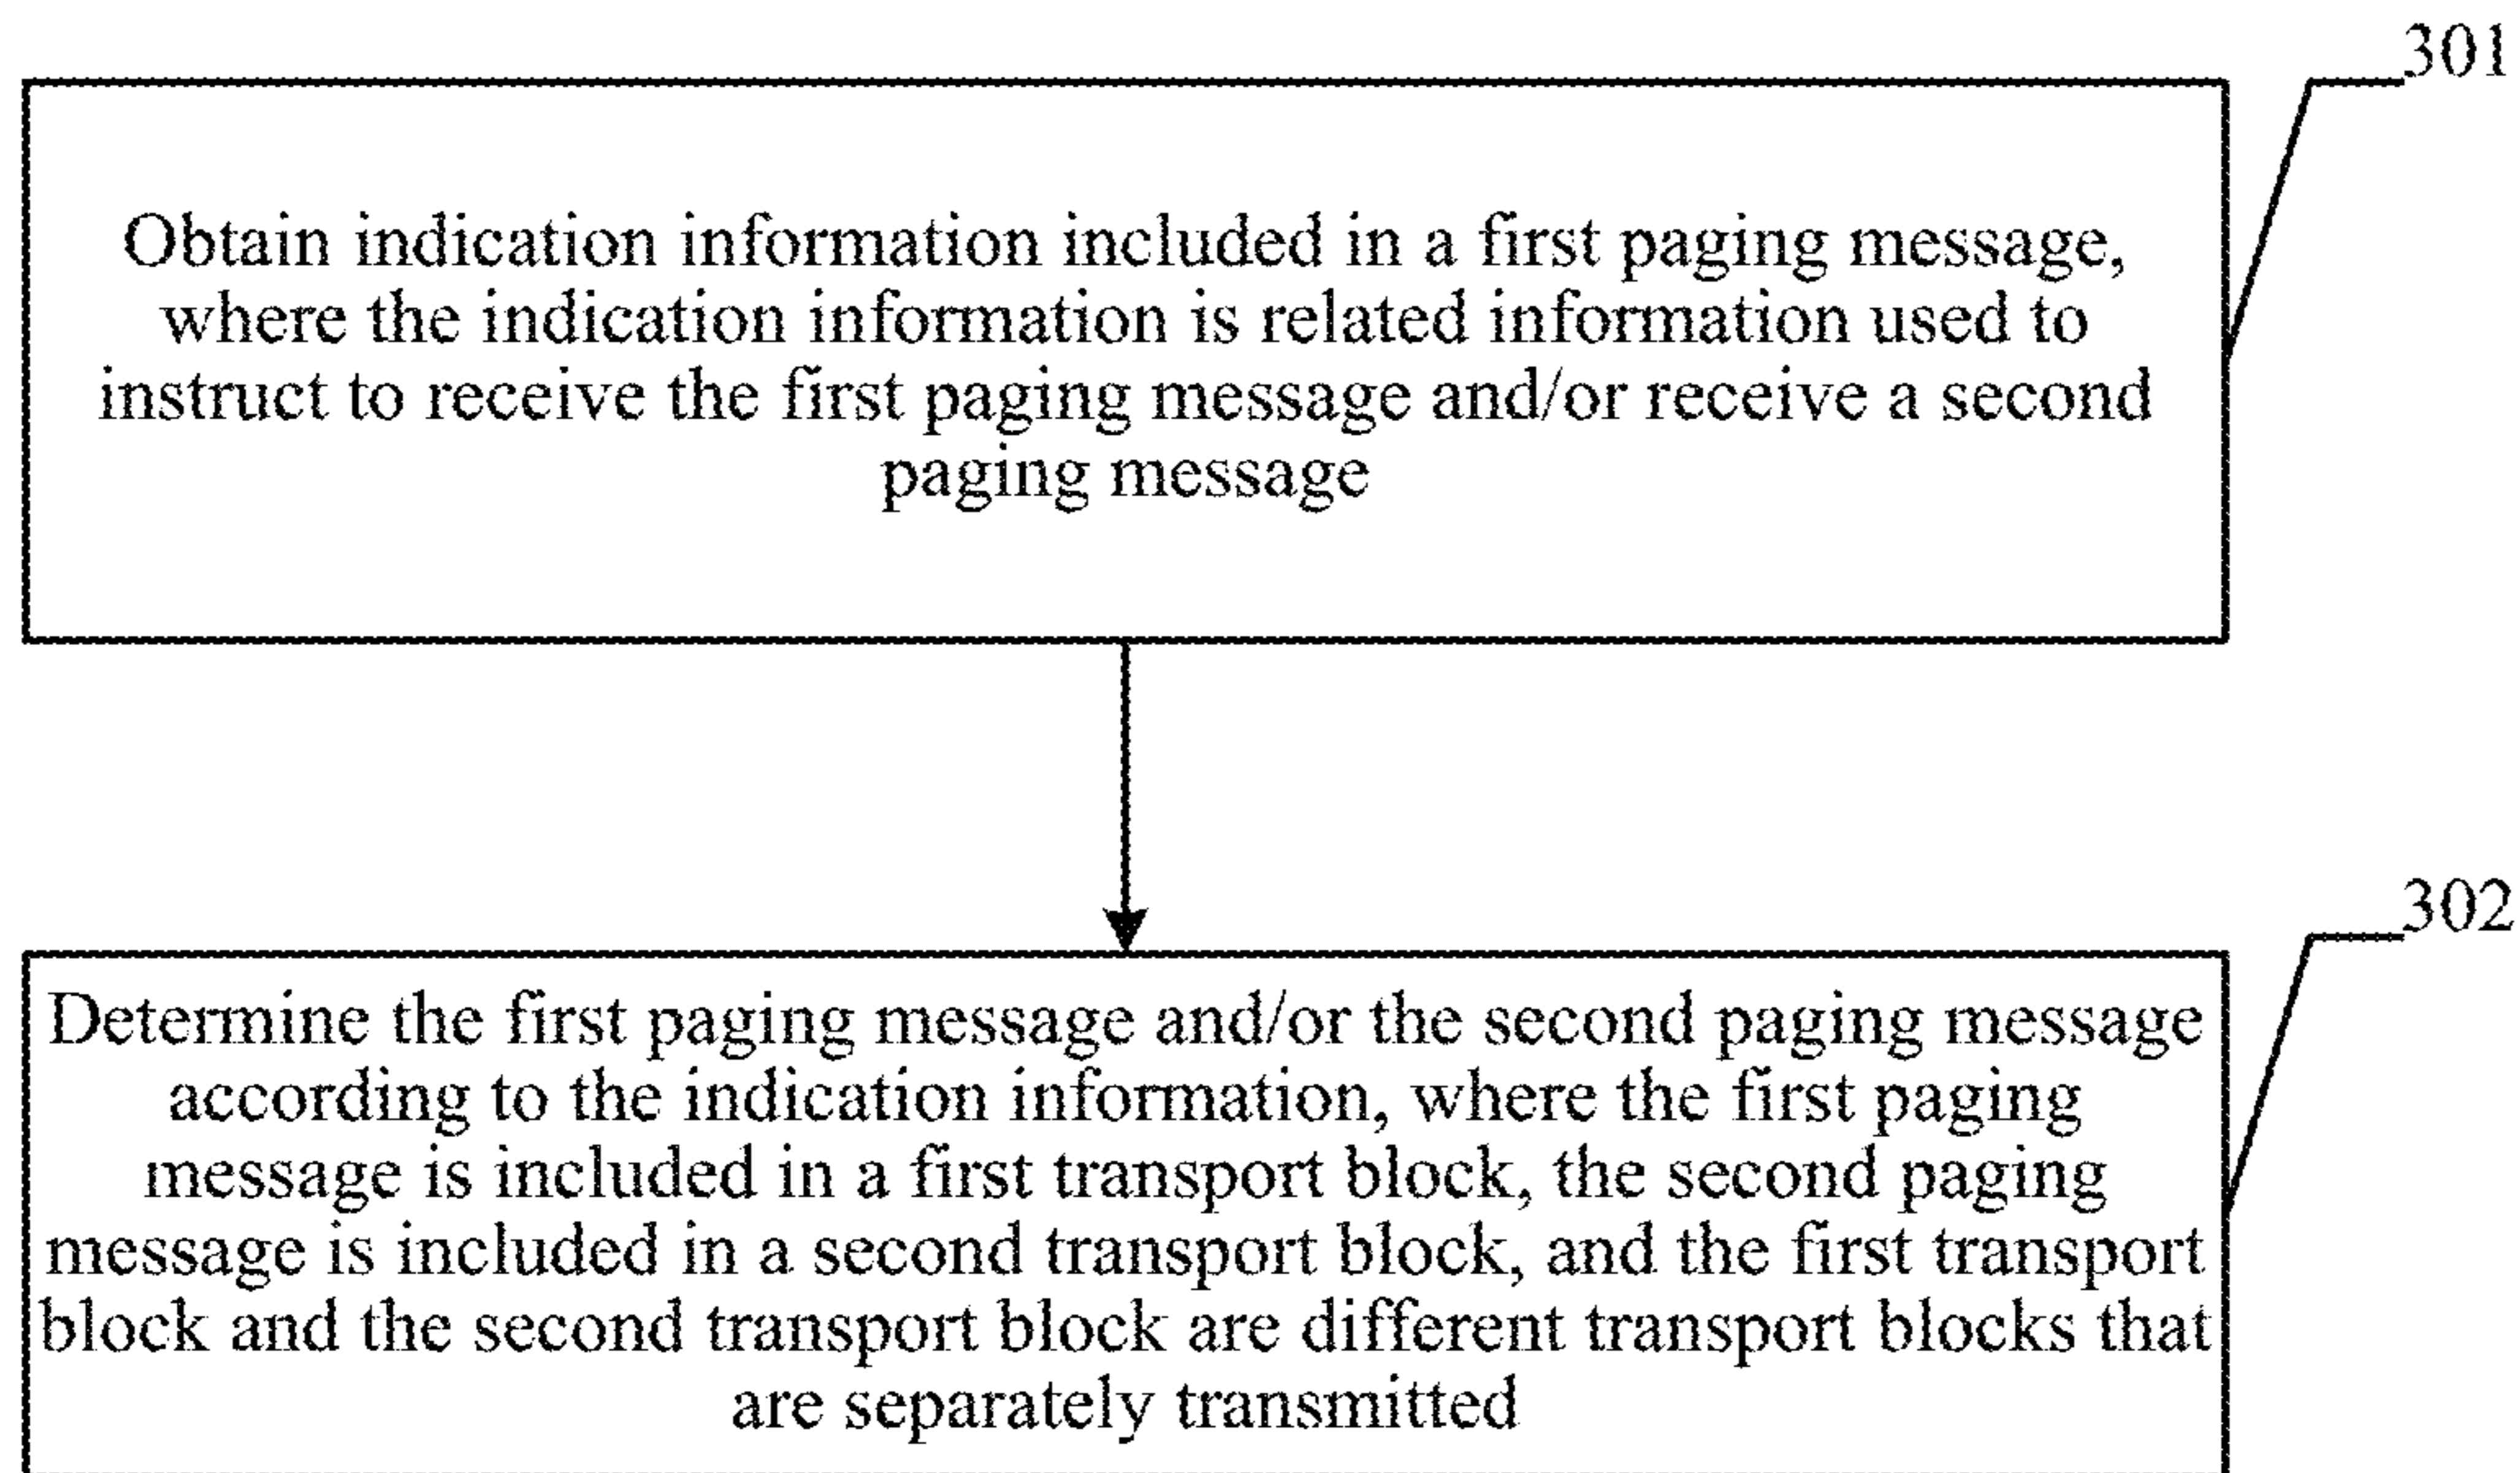 301
Obtain indication information included in a first paging message,
where the indication information is related information used to
instruct to receive the first paging message and/or receive a second
paging message
302
Determine the first paging message and/or the second paging message
according to the indication information, where the first paging
message is included in a first transport block, the second paging
message is included in a second transport block, and the first transport
block and the second transport block are different transport blocks that
are separately transmitted